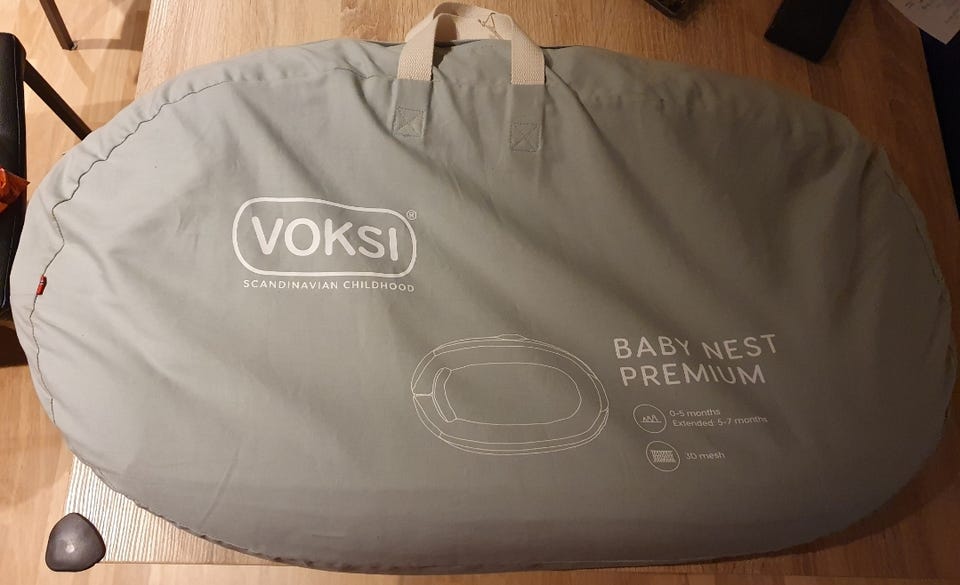 VOKSI®
SCANDINAVIAN CHILDHOOD
BABY NEST
PREMIUM
0-5 months
Extended: 5-7 months
3D mesh